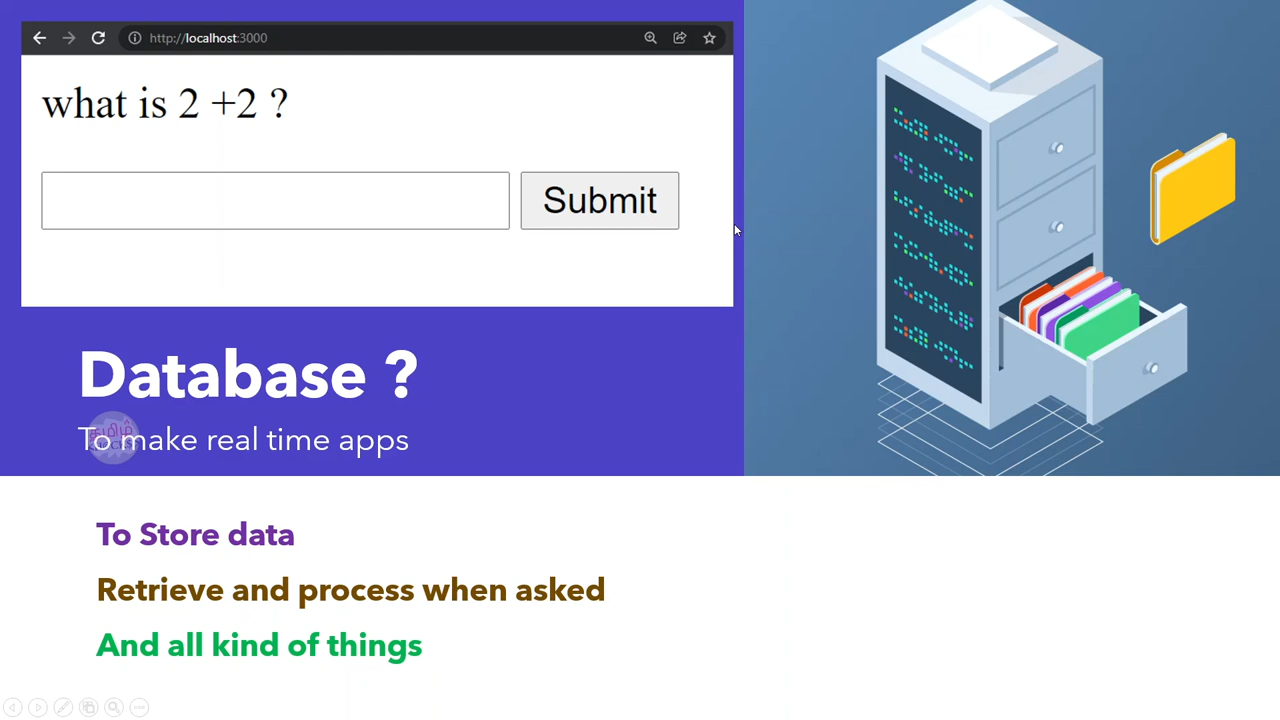 http://localhost:3000
what is 2 +2 ?
Submit
Database ?
To make real time apps
தமிழ்
To Store data
Retrieve and process when asked
And all kind of things